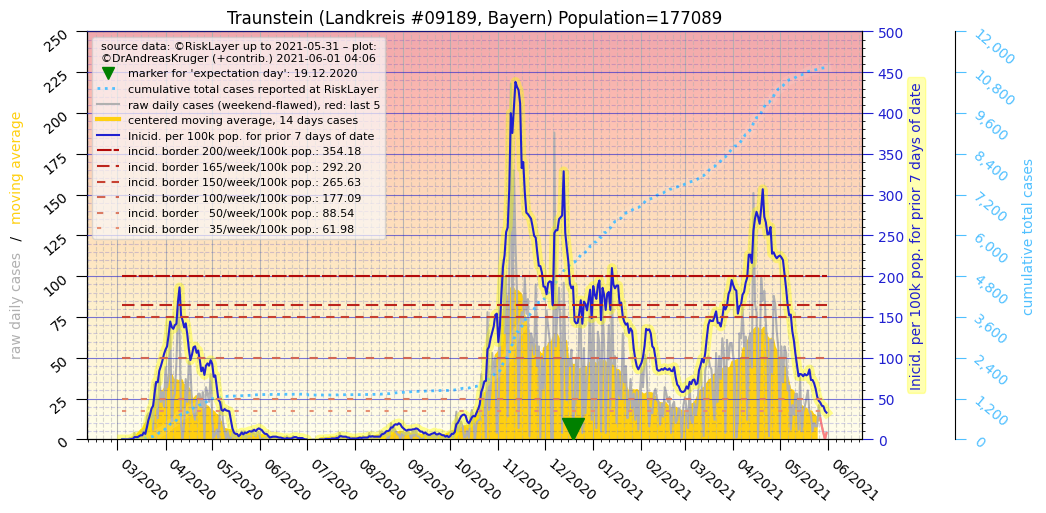 Traunstein (Landkreis #09189, Bayern) Population=177089
source data: ©RiskLayer up to 2021-05-31 – plot:
©DrAndreasKruger (+contrib.) 2021-06-01 04:06
marker for 'expectation day': 19.12.2020
cumulative total cases reported at RiskLayer
raw daily cases (weekend-flawed), red: last 5
centered moving average, 14 days cases
Inicid. per 100k pop. for prior 7 days of date
incid. border 200/week/100k pop.: 354.18
incid. border 165/week/100k pop.: 292.20
incid. border 150/week/100k pop.: 265.63
incid. border 100/week/100k pop.: 177.09
incid. border   50/week/100k pop.: 88.54
incid. border   35/week/100k pop.: 61.98
raw daily cases / moving average
250
225
200
175
150
125
100
75
50
25
0
500
450
400
350
300
250
200
150
100
50
0
Inicid. per 100k pop. for prior 7 days of date
12,000
10,800
9,600
8,400
7,200
6,000
4,800
3,600
2,400
1,200
0
cumulative total cases
03/2020
04/2020
05/2020
06/2020
07/2020
08/2020
09/2020
10/2020
11/2020
12/2020
01/2021
02/2021
03/2021
04/2021
05/2021
06/2021